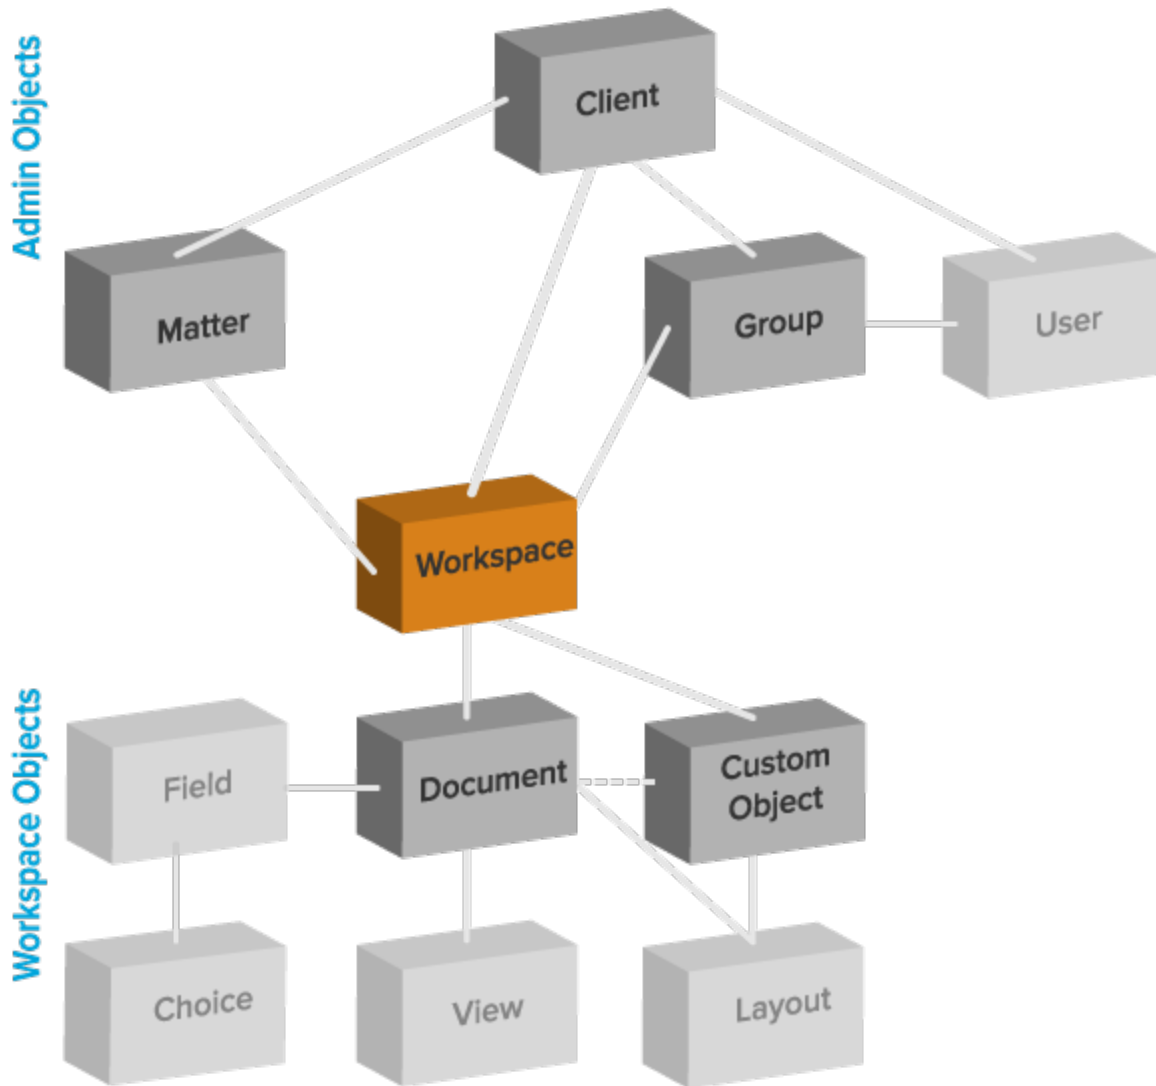 Admin Objects
Client
Matter
Group
User
Workspace
Workspace Objects
Field
Document
Custom
Object
Choice
View
Layout